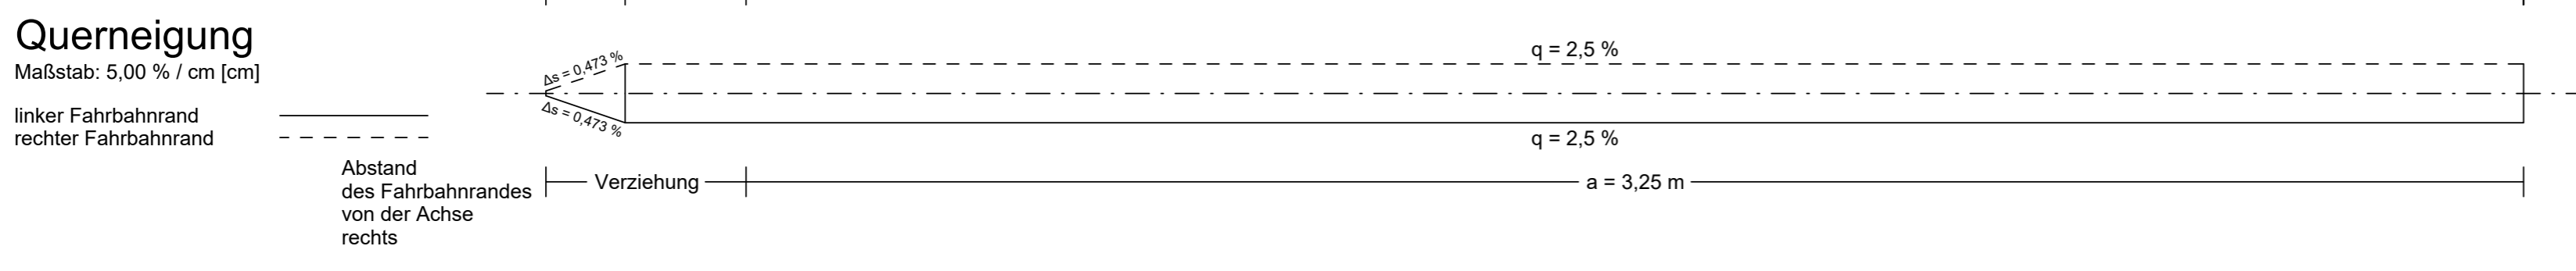 Querneigung
Maßstab: 5,00 % / cm [cm]
linker Fahrbahnrand
rechter Fahrbahnrand
Δs = 0,473 %
Δs = 0,473 %
q = 2,5 %
q = 2,5 %
Abstand
des Fahrbahnrandes
von der Achse
rechts
Verziehung
a = 3,25 m